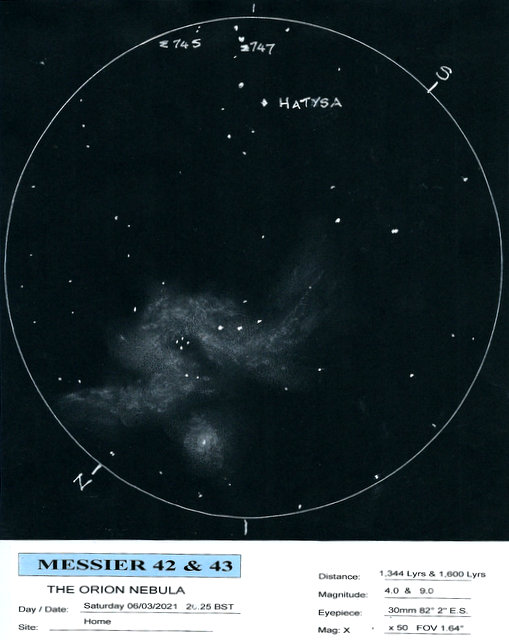 Σ745
Σ747
S
HATYSA
N
MESSIER 42 & 43
THE ORION NEBULA
Day / Date: Saturday 06/03/2021 20.25 BST
Site: Home
Distance: 1,344 Lyrs & 1,600 Lyrs
Magnitude: 4.0 & 9.0
Eyepiece: 30mm 82° 2" E.S.
Mag: X x 50 FOV 1.64"